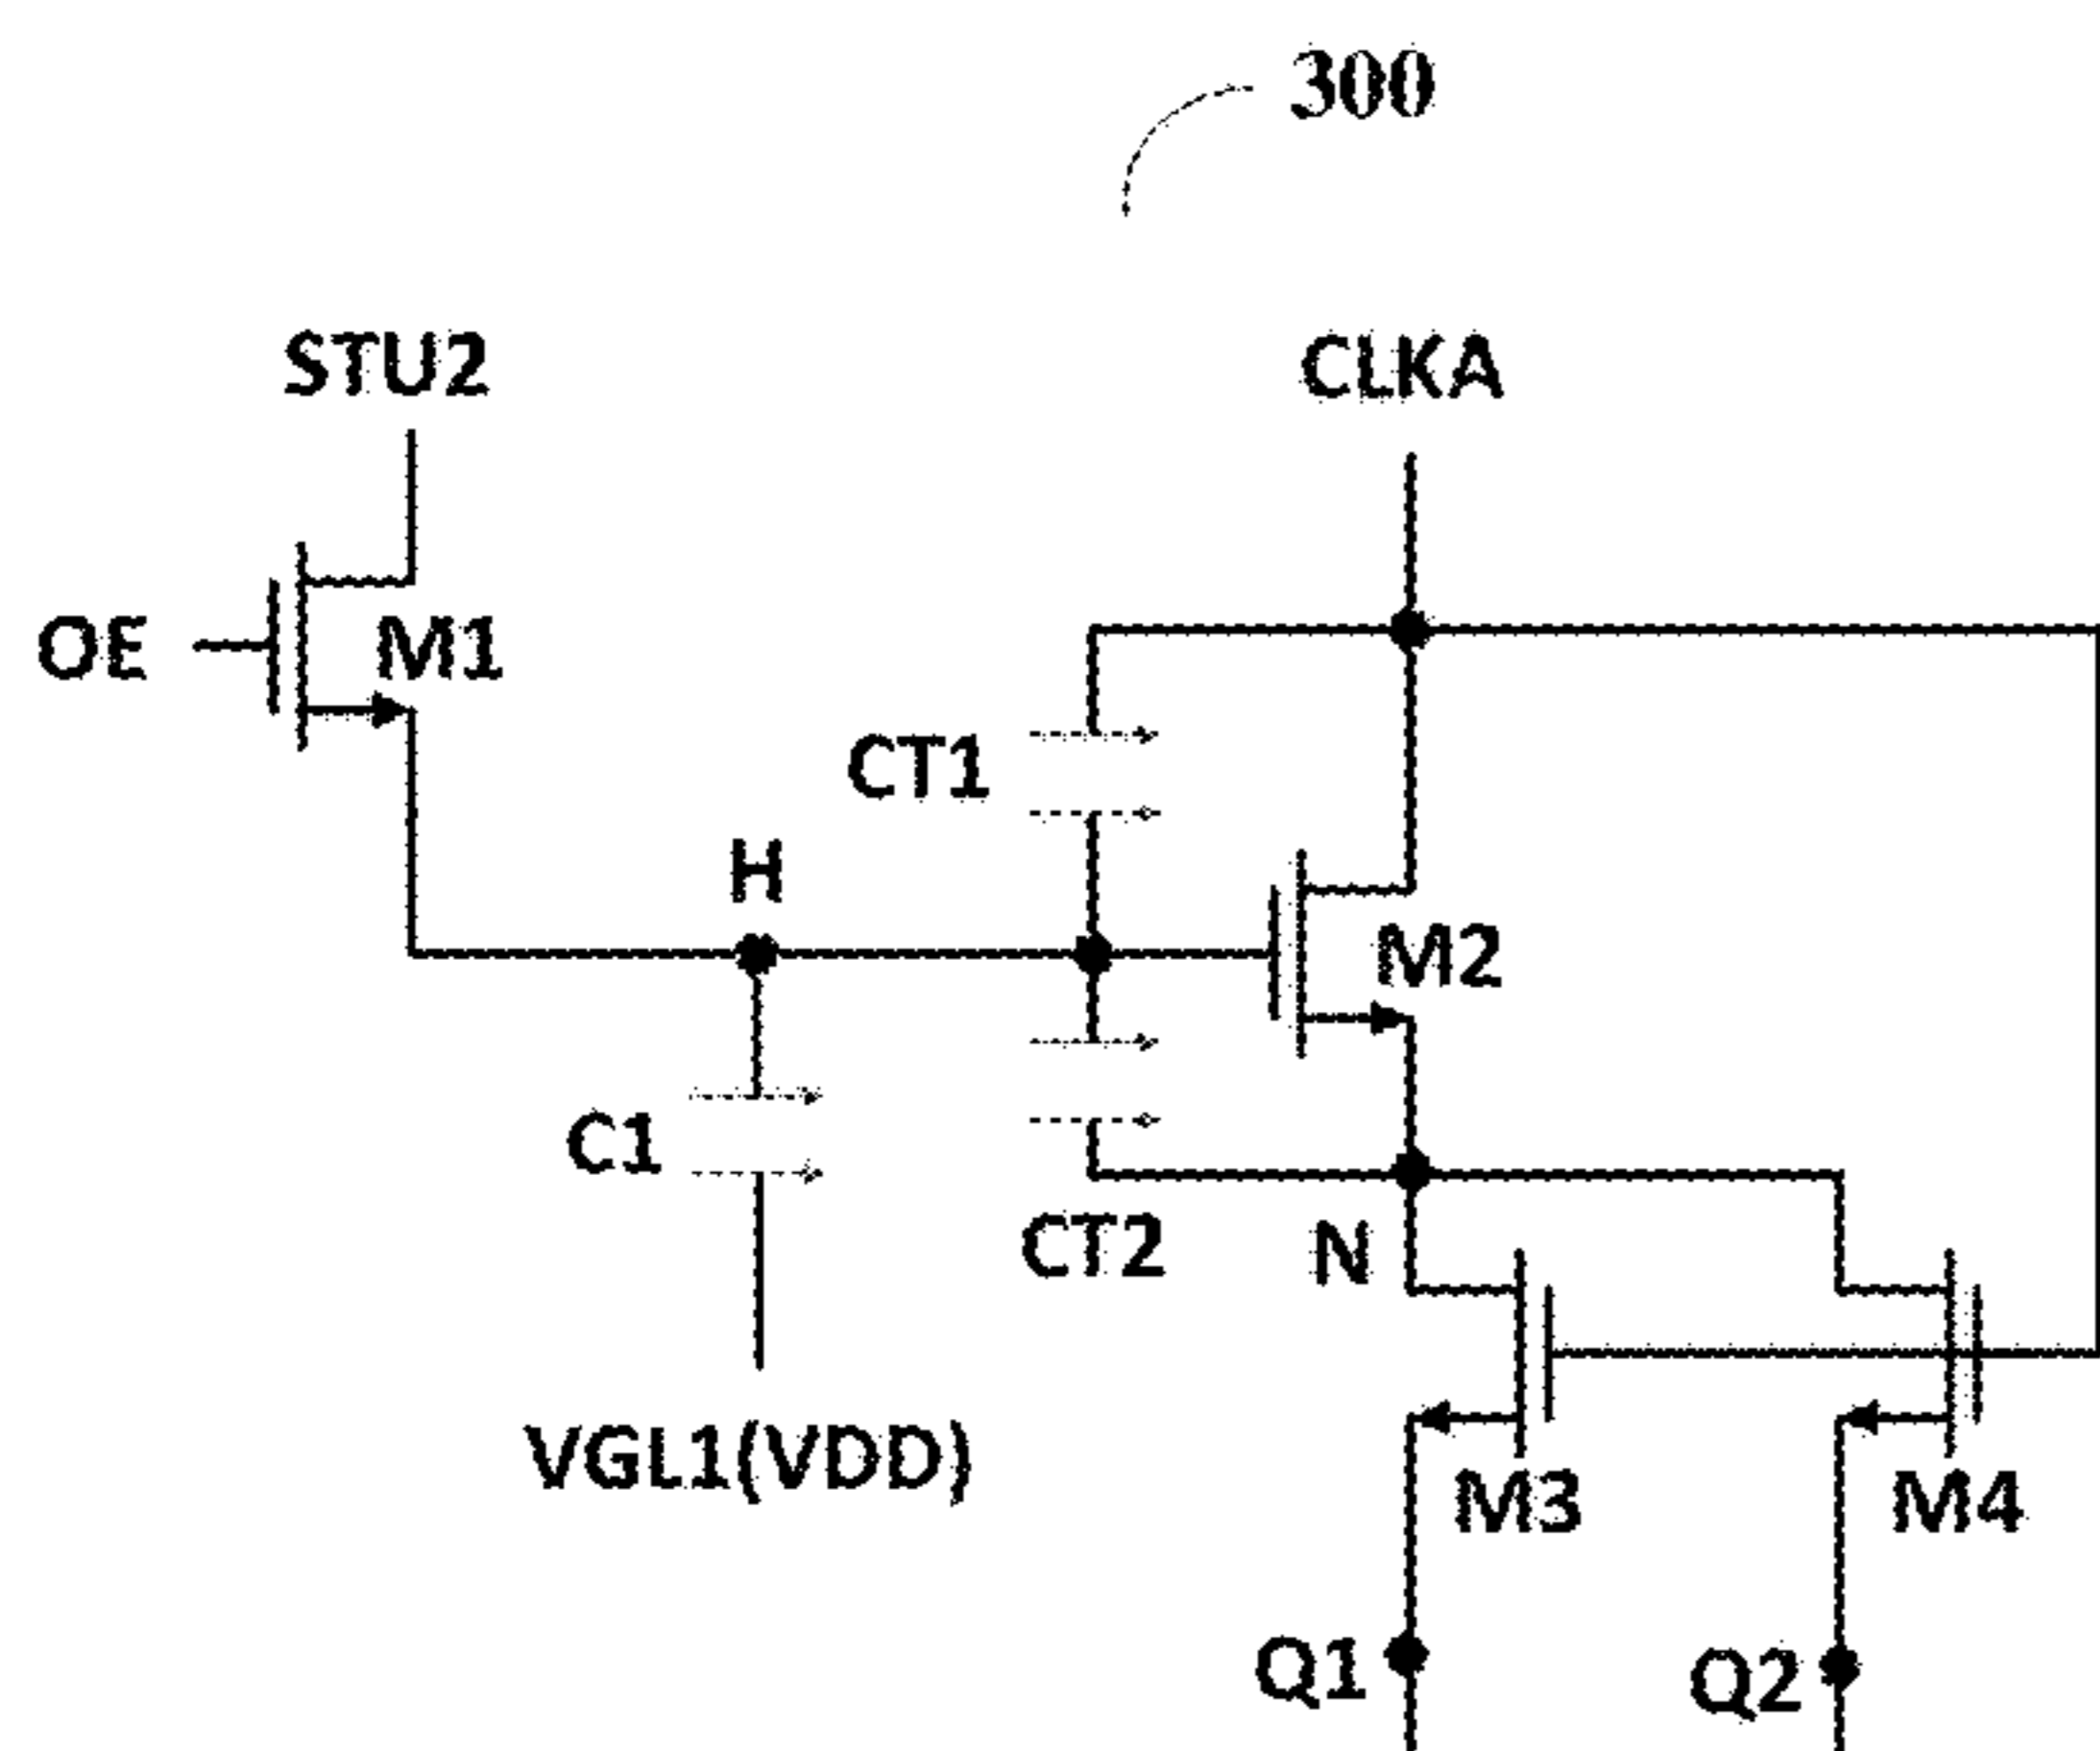 300
STU2
CLKA
OE
M1
CT1
H
M2
C1
CT2
N
VGL1(VDD)
M3
M4
Q1
Q2